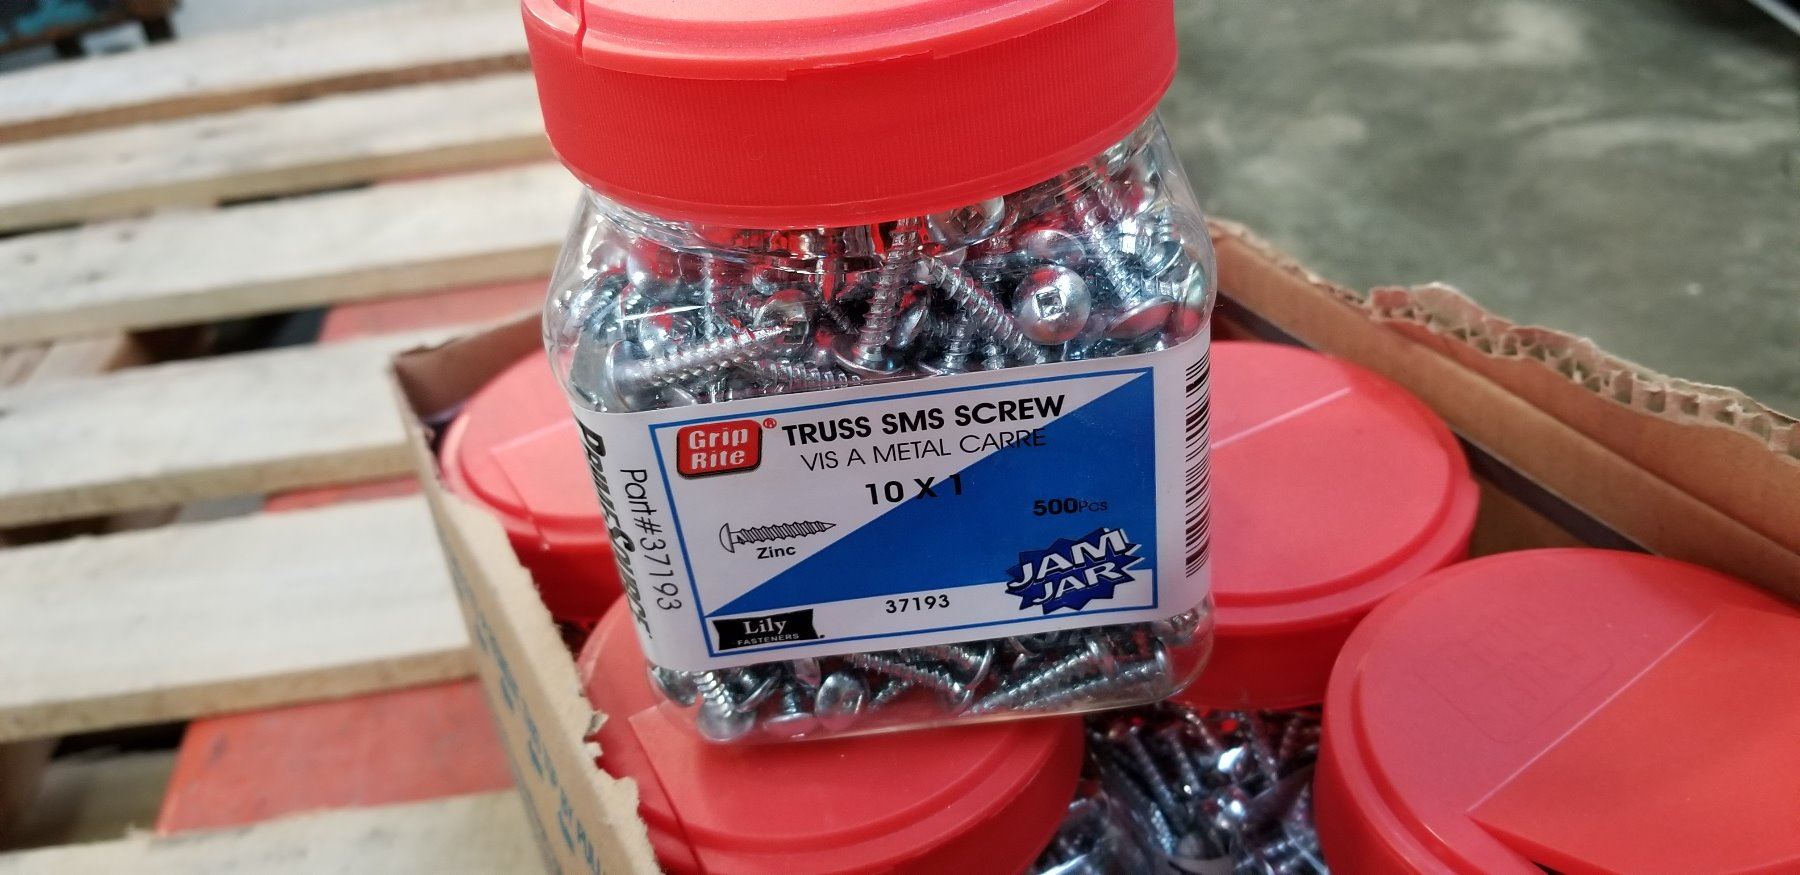 Grip
Rite®
TRUSS SMS SCREW
VIS A METAL CARRE
10 X 1
500PCS
Zinc
JAM
JAR
Lily
FASTENERS
37193
PRIMESOURCE
Part#37193